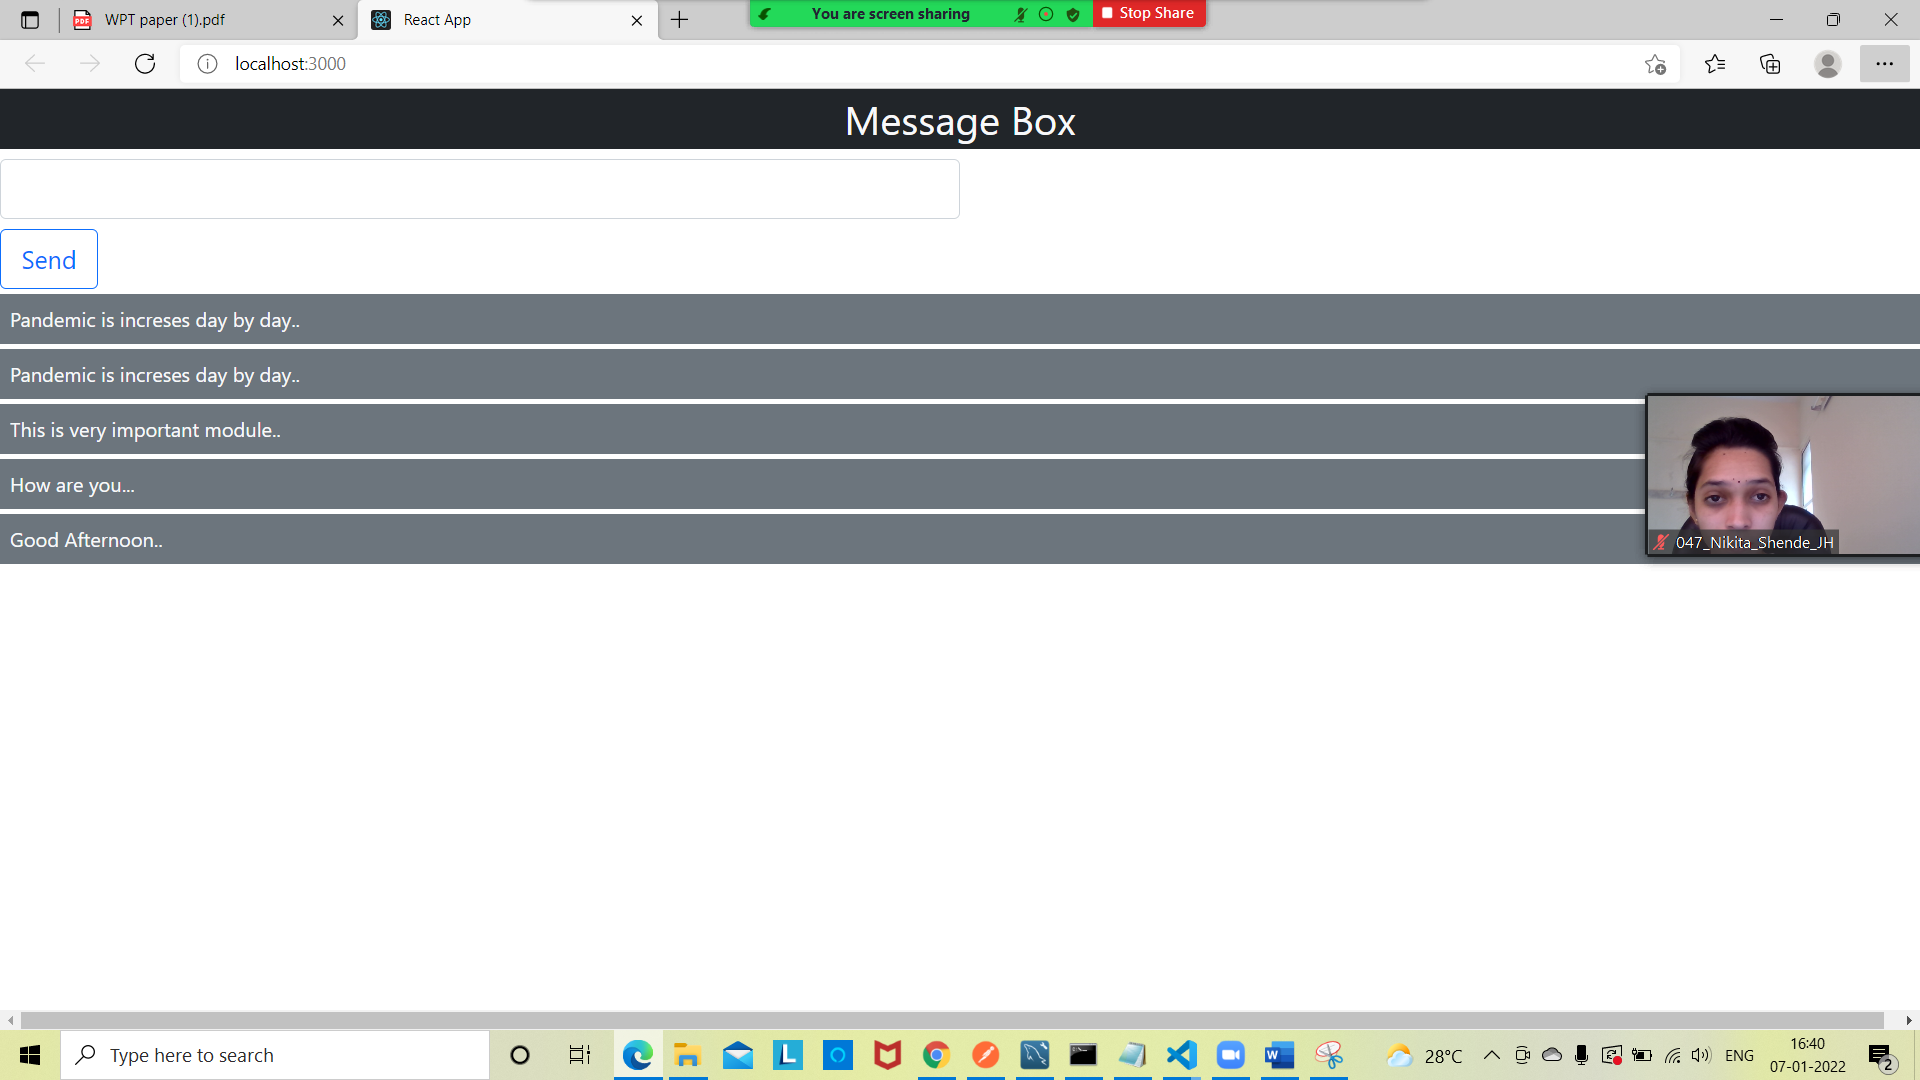 WPT paper (1).pdf
React App
You are screen sharing
Stop Share
localhost:3000
Message Box
Send
Pandemic is increses day by day..
Pandemic is increses day by day..
This is very important module..
How are you...
Good Afternoon..
047_Nikita_Shende_JH
Type here to search
28°C
ENG
16:40
07-01-2022
2